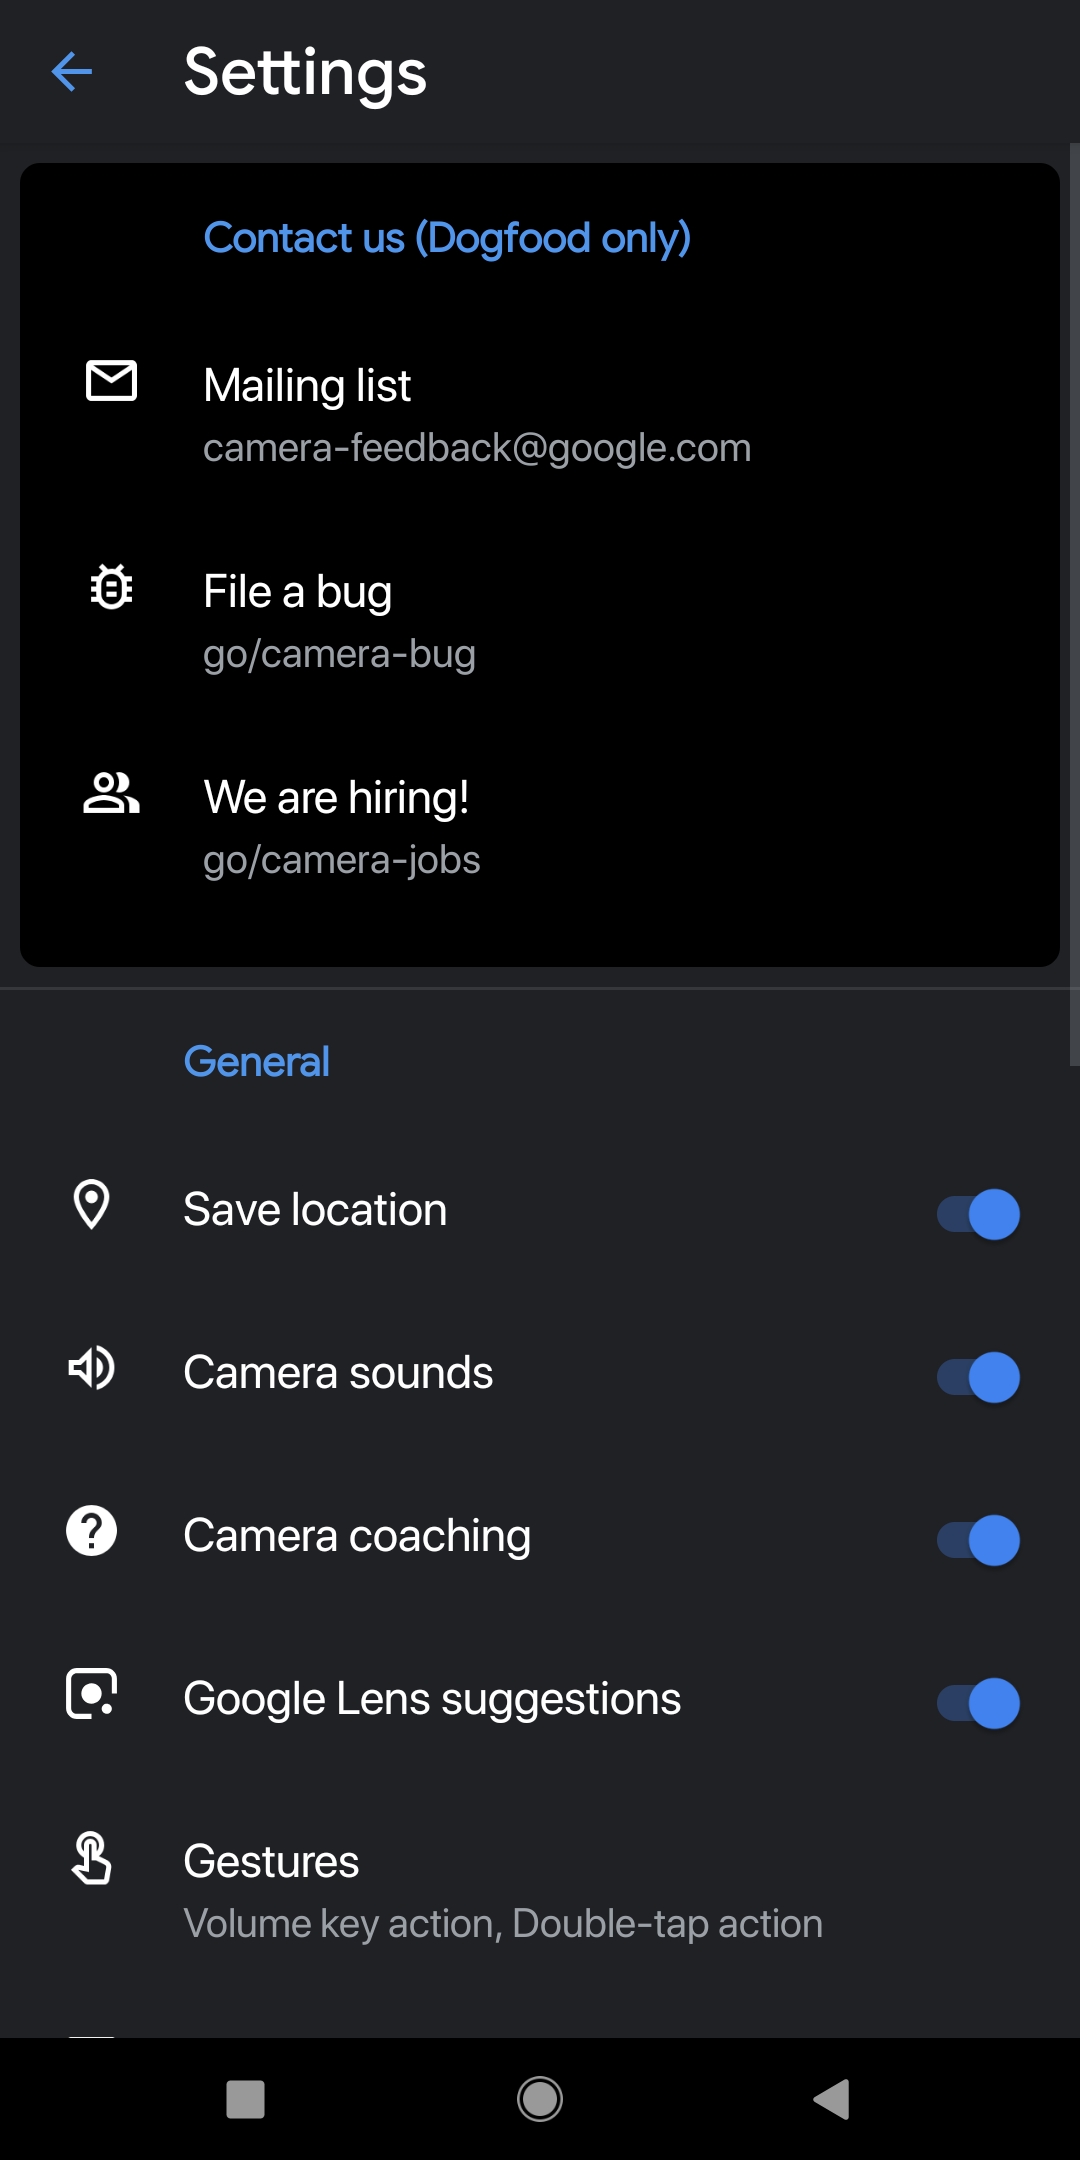 Settings
Contact us (Dogfood only)
Mailing list
camera-feedback@google.com
File a bug
go/camera-bug
We are hiring!
go/camera-jobs
General
Save location
Camera sounds
Camera coaching
Google Lens suggestions
Gestures
Volume key action, Double-tap action